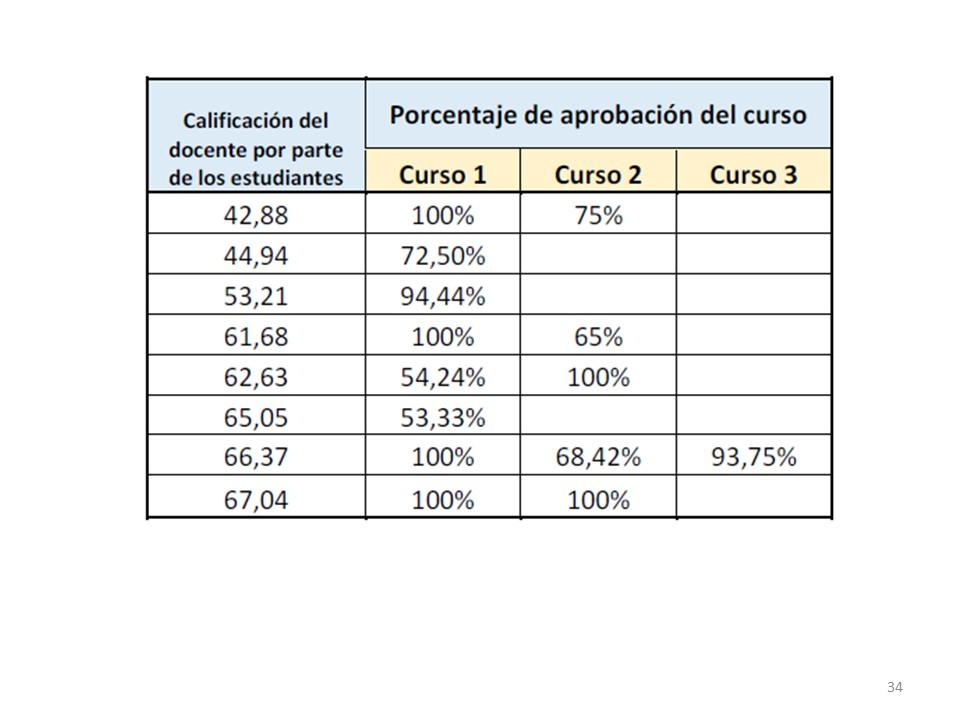 Calificación del
docente por parte
de los estudiantes
Porcentaje de aprobación del curso
Curso 1 Curso 2 Curso 3
42,88 100% 75%
44,94 72,50%
53,21 94,44%
61,68 100% 65%
62,63 54,24% 100%
65,05 53,33%
66,37 100% 68,42% 93,75%
67,04 100% 100%
34